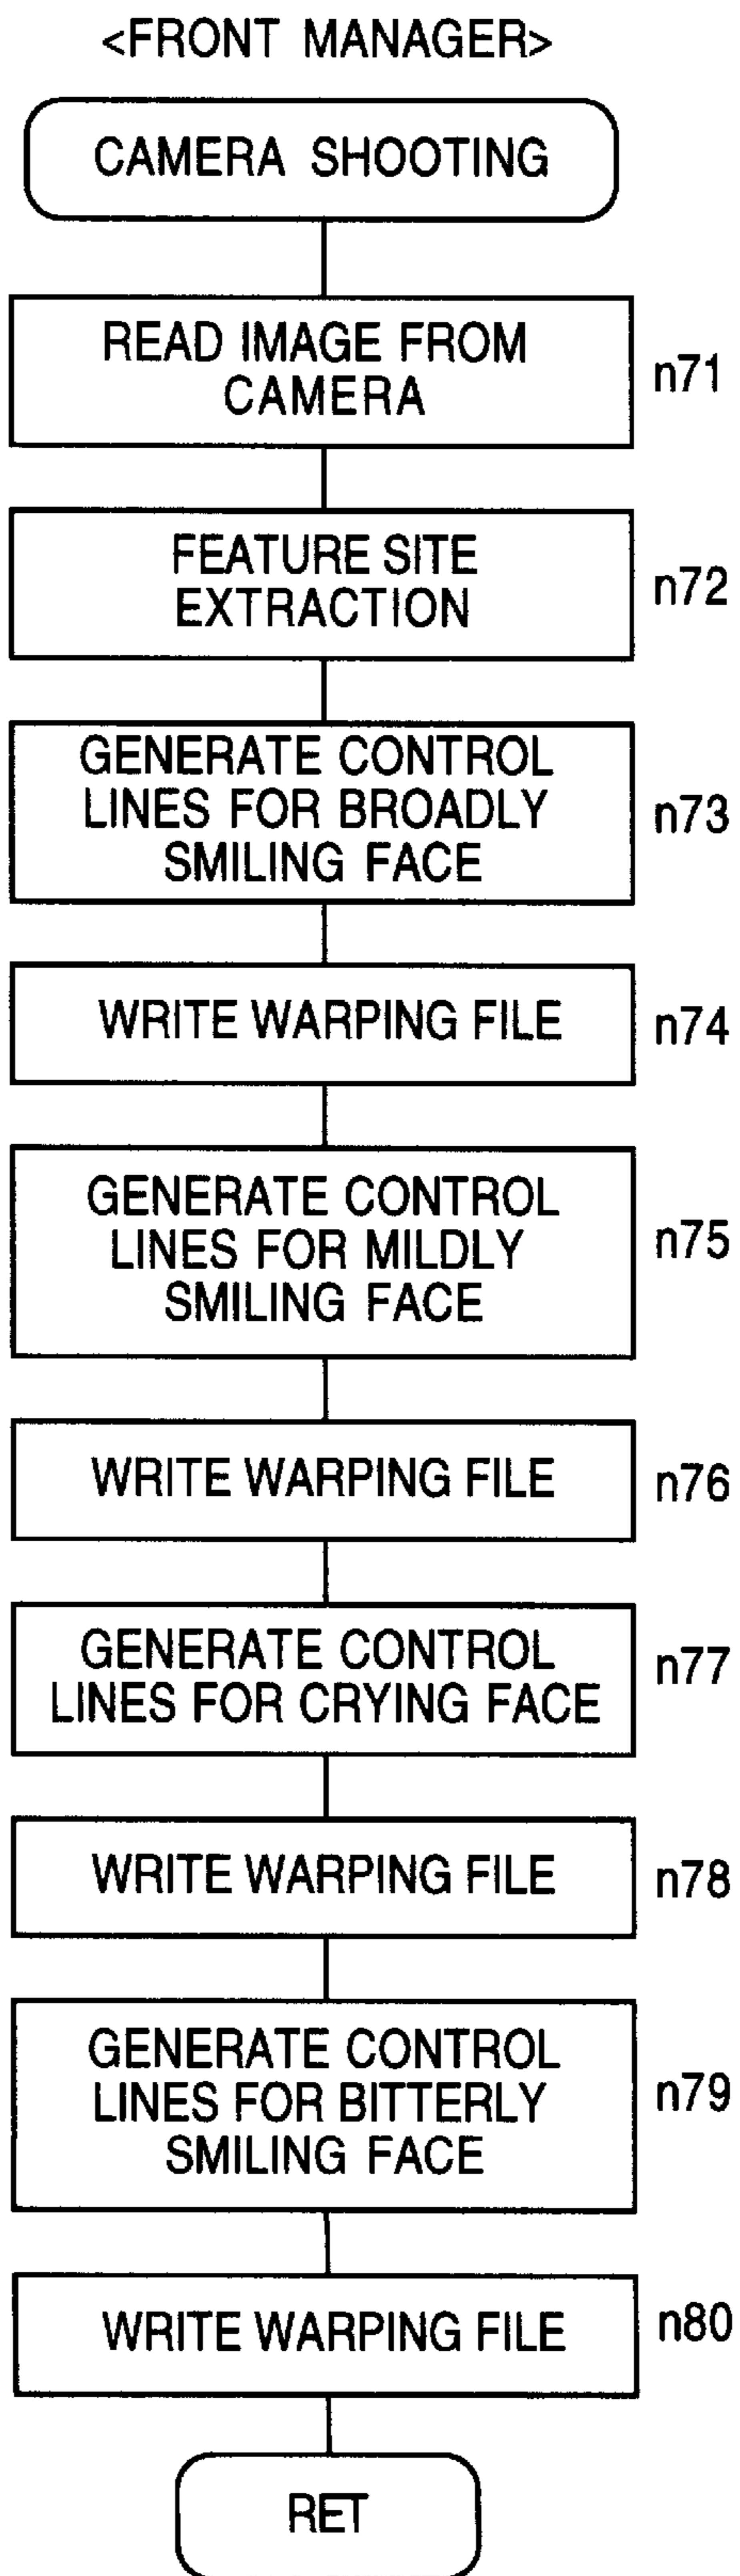 <FRONT MANAGER>
CAMERA SHOOTING
READ IMAGE FROM
CAMERA
n71
FEATURE SITE
EXTRACTION
n72
GENERATE CONTROL
LINES FOR BROADLY
SMILING FACE
n73
WRITE WARPING FILE
n74
GENERATE CONTROL
LINES FOR MILDLY
SMILING FACE
n75
WRITE WARPING FILE
n76
GENERATE CONTROL
LINES FOR CRYING FACE
n77
WRITE WARPING FILE
n78
GENERATE CONTROL
LINES FOR BITTERLY
SMILING FACE
n79
WRITE WARPING FILE
n80
RET